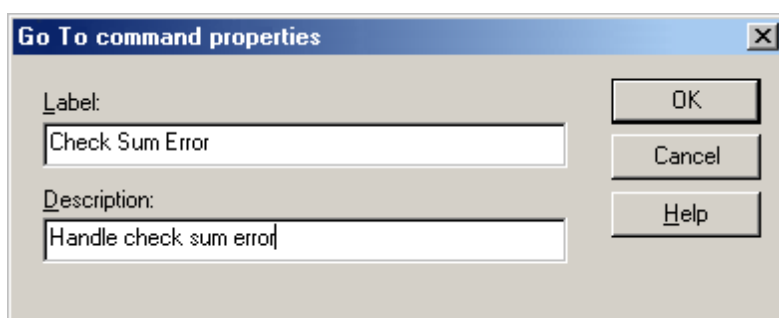 Go To command properties
Label:
OK
Check Sum Error
Cancel
Description:
Help
Handle check sum error